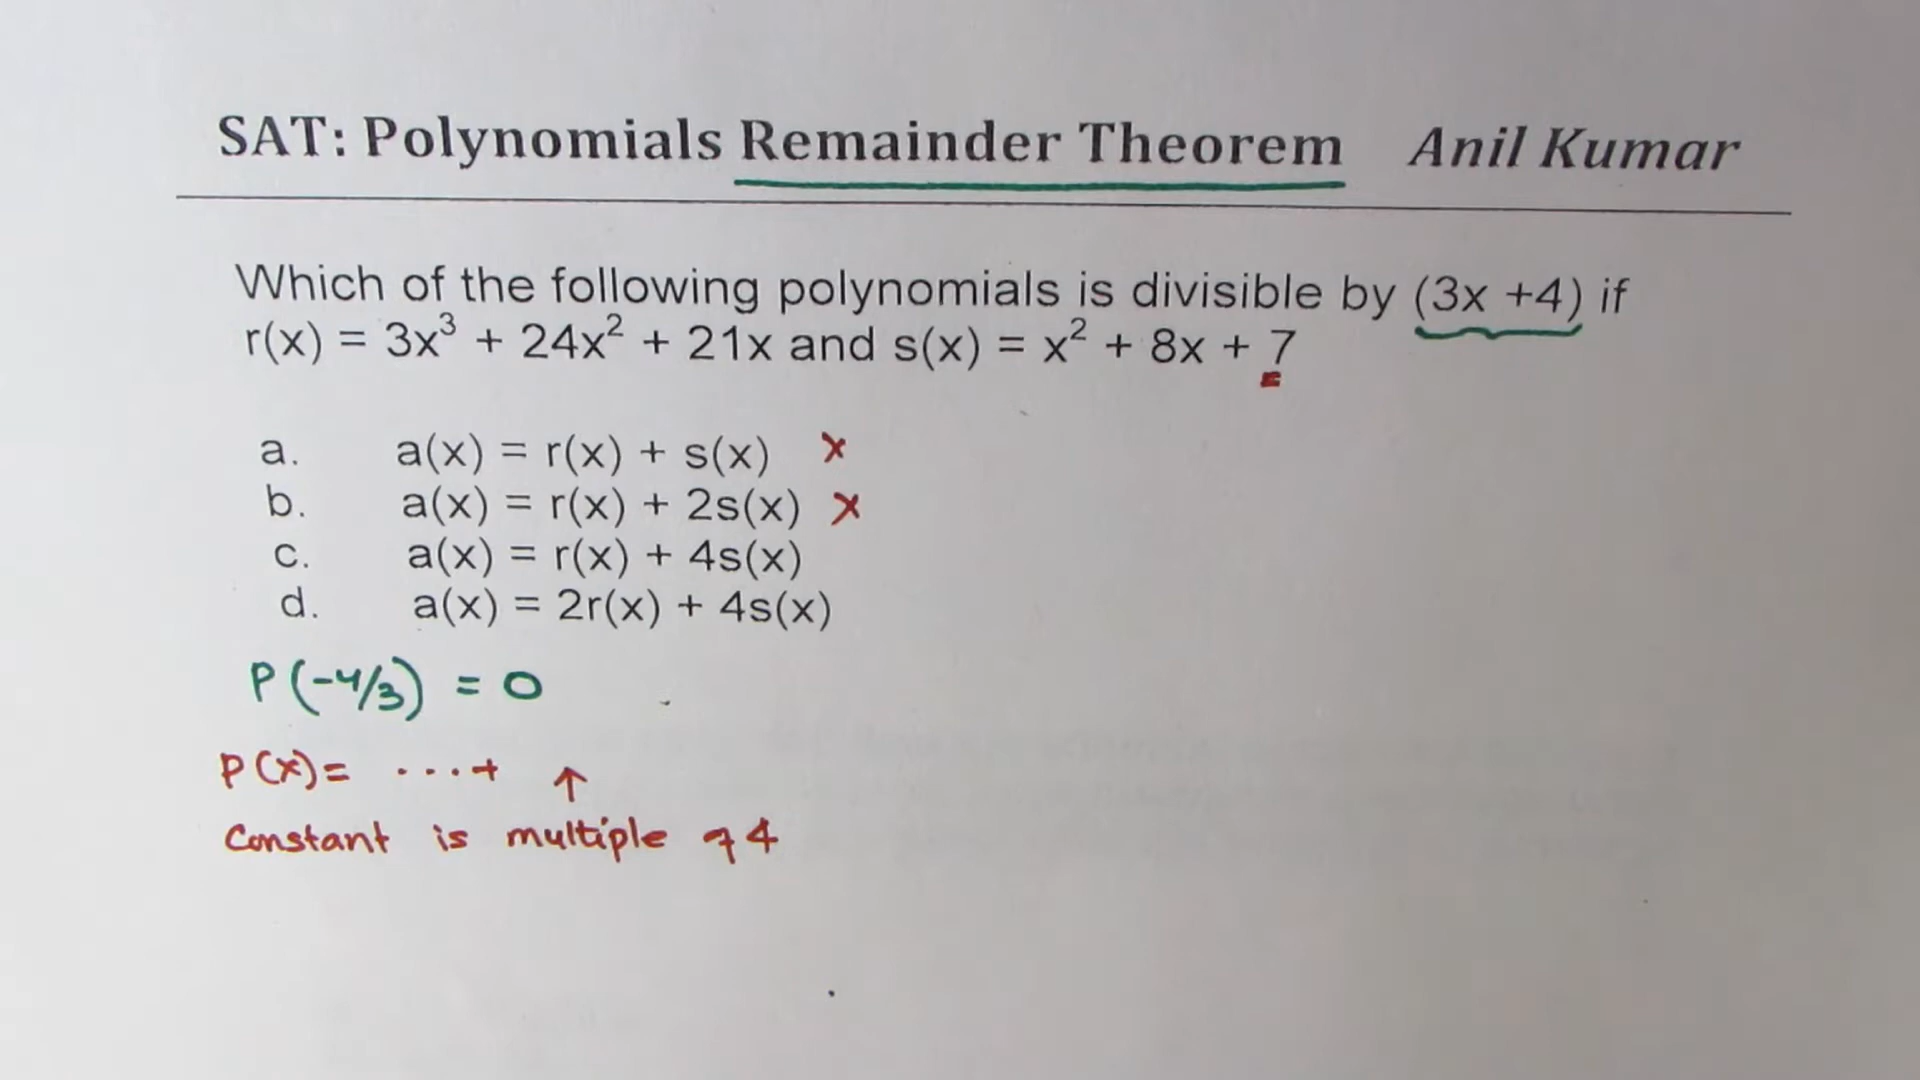 SAT: Polynomials Remainder Theorem Anil Kumar
Which of the following polynomials is divisible by (3x +4) if
r(x) = 3x³ + 24x² + 21x and s(x) = x² + 8x + 7
a. a(x) = r(x) + s(x) x
b. a(x) = r(x) + 2s(x) x
c. a(x) = r(x) + 4s(x)
d. a(x) = 2r(x) + 4s(x)
P(-4/3) = 0
P(x) = ...+ ↑
Constant is multiple of 4